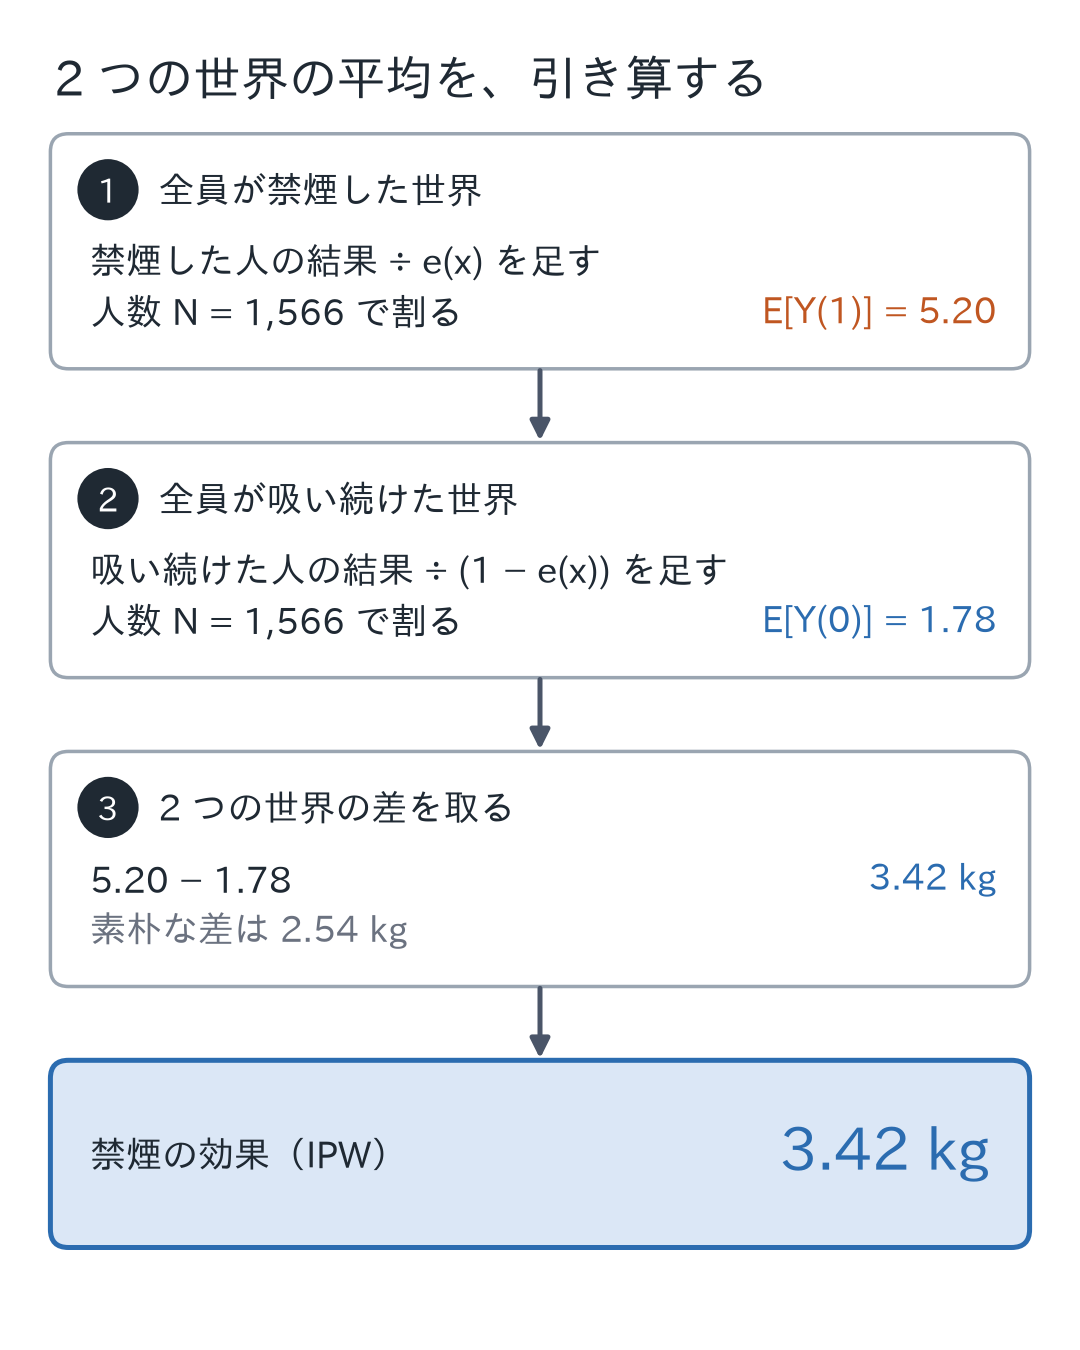 2 つの世界の平均を、引き算する
1 全員が禁煙した世界
禁煙した人の結果 ÷ e(x) を足す
人数 N = 1,566 で割る
E[Y(1)] = 5.20
2 全員が吸い続けた世界
吸い続けた人の結果 ÷ (1 − e(x)) を足す
人数 N = 1,566 で割る
E[Y(0)] = 1.78
3 2 つの世界の差を取る
5.20 − 1.78
3.42 kg
素朴な差は 2.54 kg
禁煙の効果（IPW）
3.42 kg